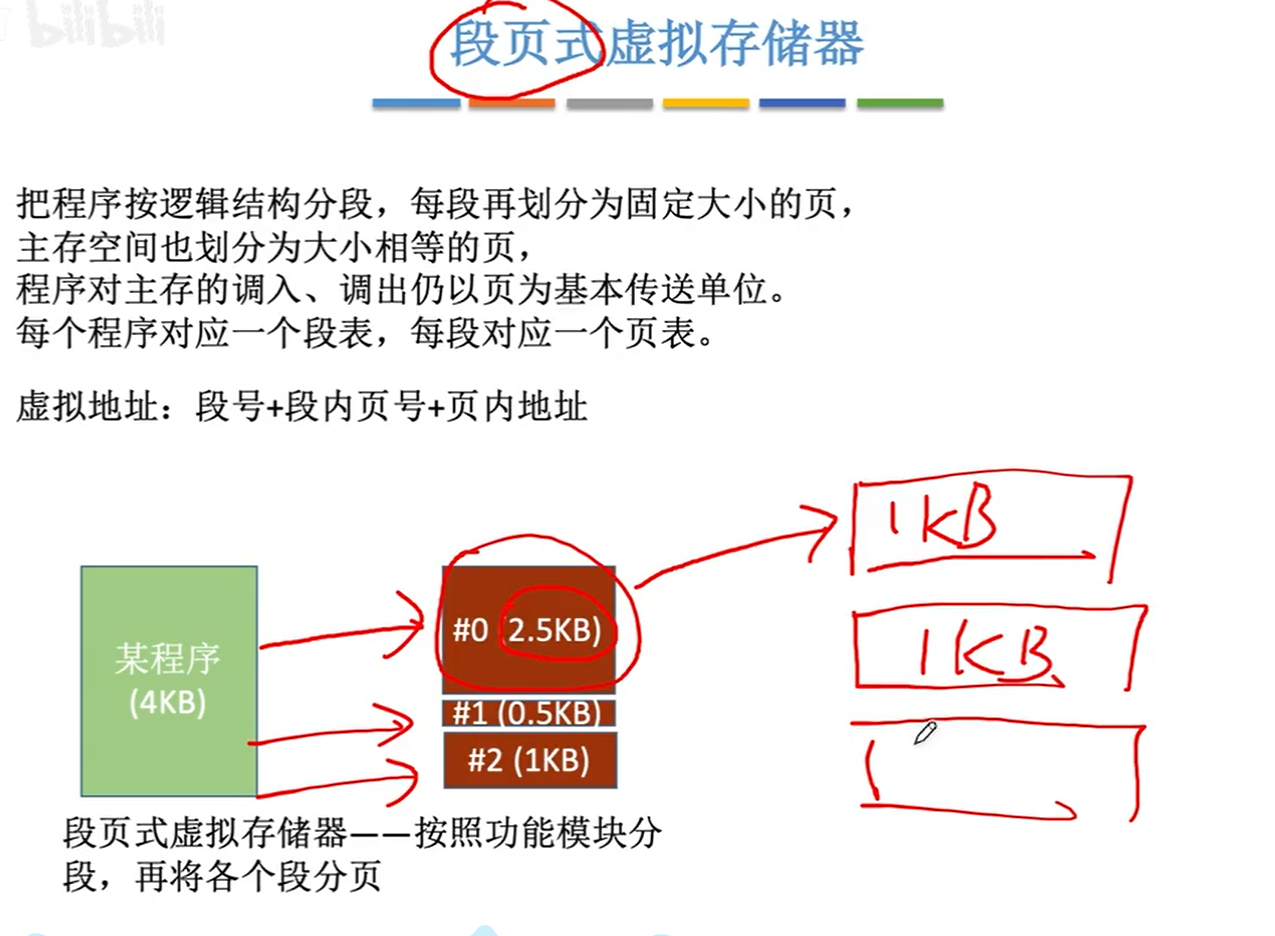 bilibili
段页式虚拟存储器
把程序按逻辑结构分段，每段再划分为固定大小的页，
主存空间也划分为大小相等的页，
程序对主存的调入、调出仍以页为基本传送单位。
每个程序对应一个段表，每段对应一个页表。
虚拟地址：段号+段内页号+页内地址
某程序
(4KB)
#0 (2.5KB)
#1 (0.5KB)
#2 (1KB)
1KB
1KB
段页式虚拟存储器——按照功能模块分
段，再将各个段分页